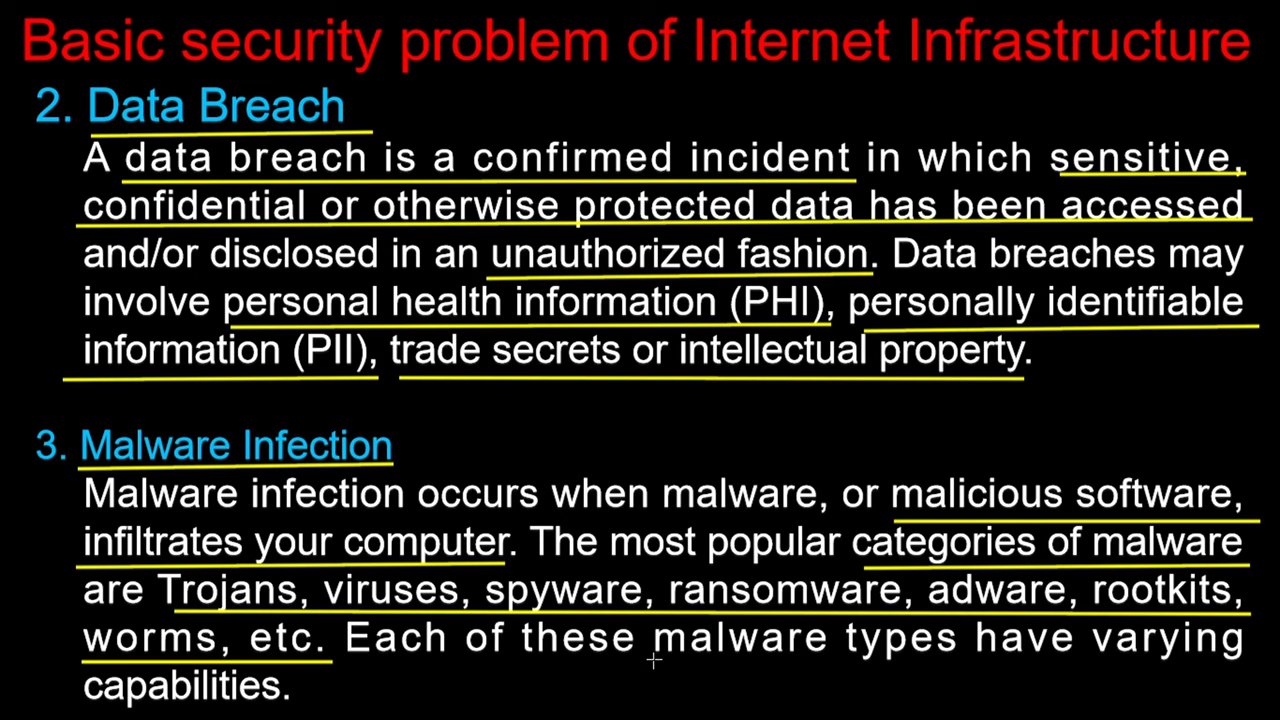 Basic security problem of Internet Infrastructure
2. Data Breach
A data breach is a confirmed incident in which sensitive,
confidential or otherwise protected data has been accessed
and/or disclosed in an unauthorized fashion. Data breaches may
involve personal health information (PHI), personally identifiable
information (PII), trade secrets or intellectual property.
3. Malware Infection
Malware infection occurs when malware, or malicious software,
infiltrates your computer. The most popular categories of malware
are Trojans, viruses, spyware, ransomware, adware, rootkits,
worms, etc. Each of these malware types have varying
capabilities.